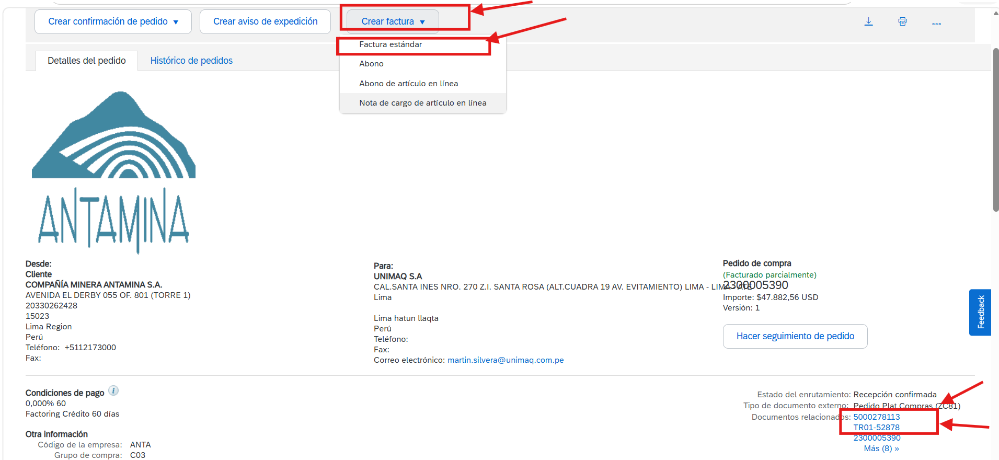 Crear confirmación de pedido ▼
Crear aviso de expedición
Crear factura ▼
Factura estándar
Abono
Abono de artículo en línea
Nota de cargo de artículo en línea
Detalles del pedido
Histórico de pedidos
ANTAMINA
Desde:
Cliente
COMPAÑÍA MINERA ANTAMINA S.A.
AVENIDA EL DERBY 055 OF. 801 (TORRE 1)
20330262428
15023
Lima Region
Perú
Teléfono: +5112173000
Fax:
Para:
UNIMAQ S.A
CAL.SANTA INES NRO. 270 Z.I. SANTA ROSA (ALT.CUADRA 19 AV. EVITAMIENTO) LIMA - LIMA - ATE
Lima
Lima hatun llaqta
Perú
Teléfono:
Fax:
Correo electrónico: martin.silvera@unimaq.com.pe
Pedido de compra
(Facturado parcialmente)
2300005390
Importe: $47.882,56 USD
Versión: 1
Hacer seguimiento de pedido
Feedback
Condiciones de pago
0,000% 60
Factoring Crédito 60 días
Estado del enrutamiento: Recepción confirmada
Tipo de documento externo: Pedido Plat.Compras (ZC81)
Documentos relacionados: 5000278113
TR01-52878
2300005390
Más (8) »
Otra información
Código de la empresa: ANTA
Grupo de compra: C03